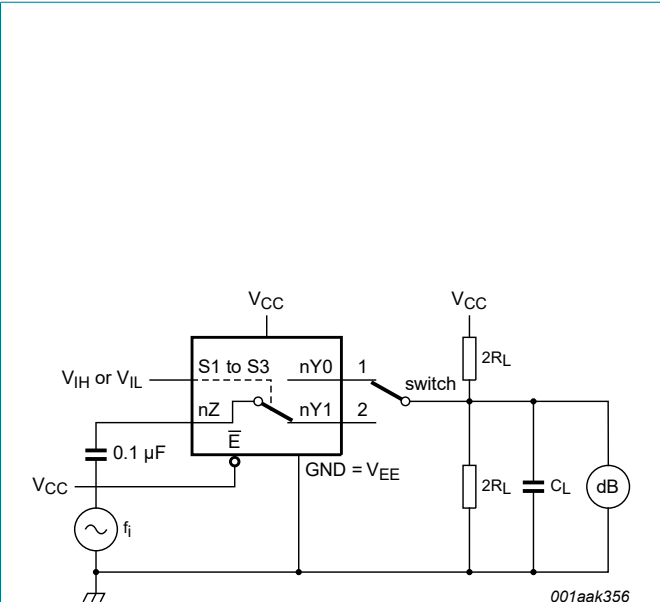 VCC VCC
2RL
S1 to S3 nY0 1
VIH or VIL
switch
nZ nY1 2
E̅
0.1 µF
GND = VEE
VCC
2RL CL dB
fi
001aak356